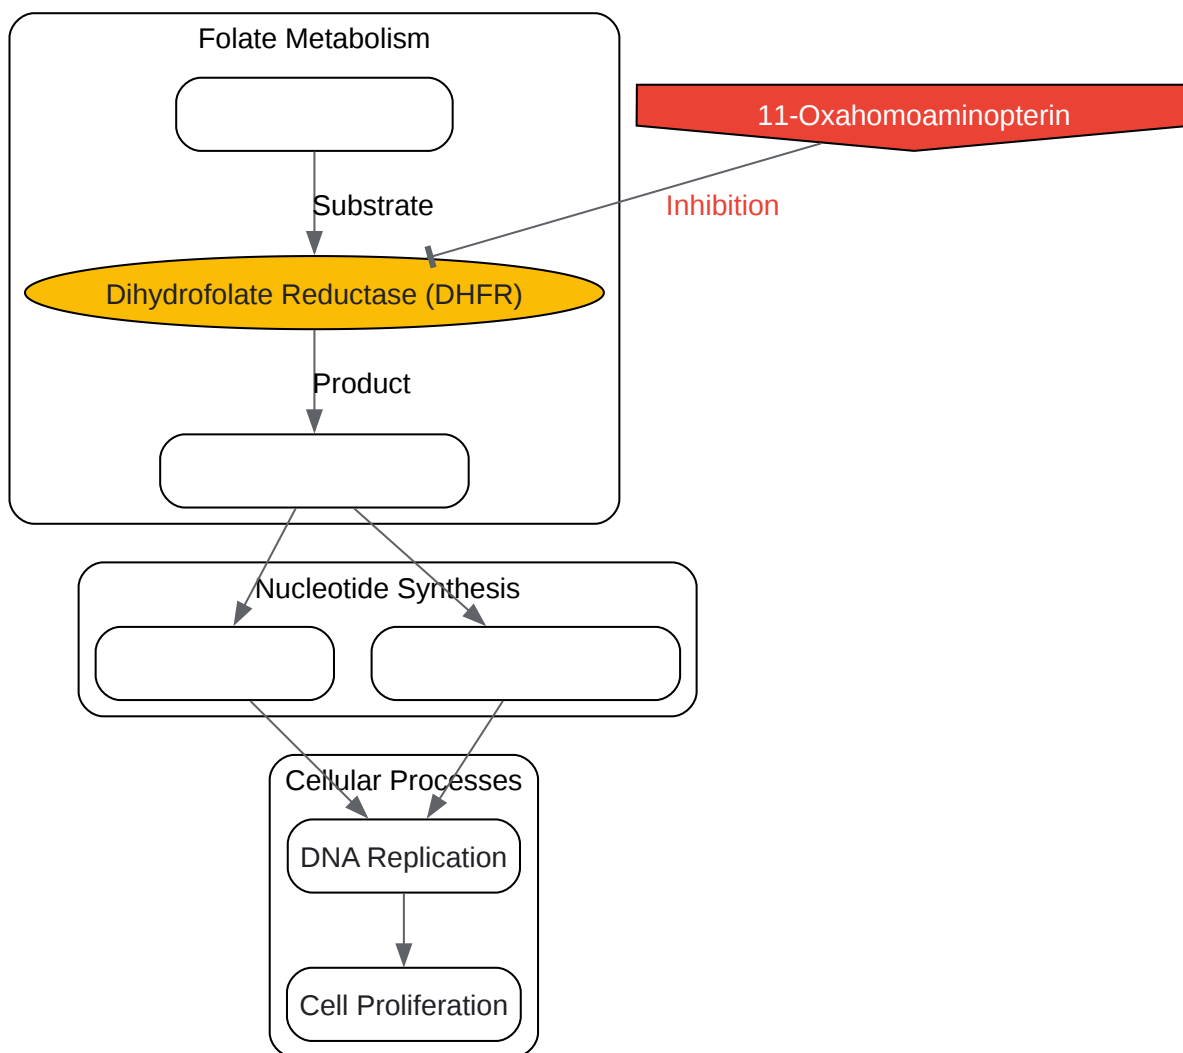 Folate Metabolism
11-Oxahomoaminopterin
Substrate
Inhibition
Dihydrofolate Reductase (DHFR)
Product
Nucleotide Synthesis
Cellular Processes
DNA Replication
Cell Proliferation